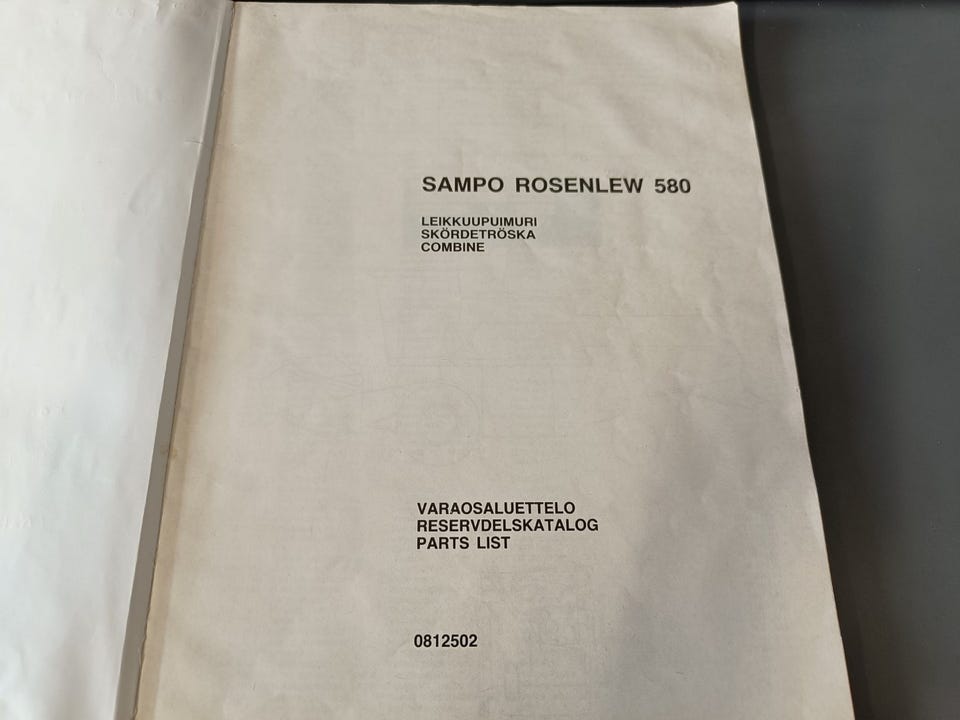 SAMPO ROSENLEW 580
LEIKKUUPUIMURI
SKÖRDETRÖSKA
COMBINE
VARAOSALUETTELO
RESERVDELSKATALOG
PARTS LIST
0812502